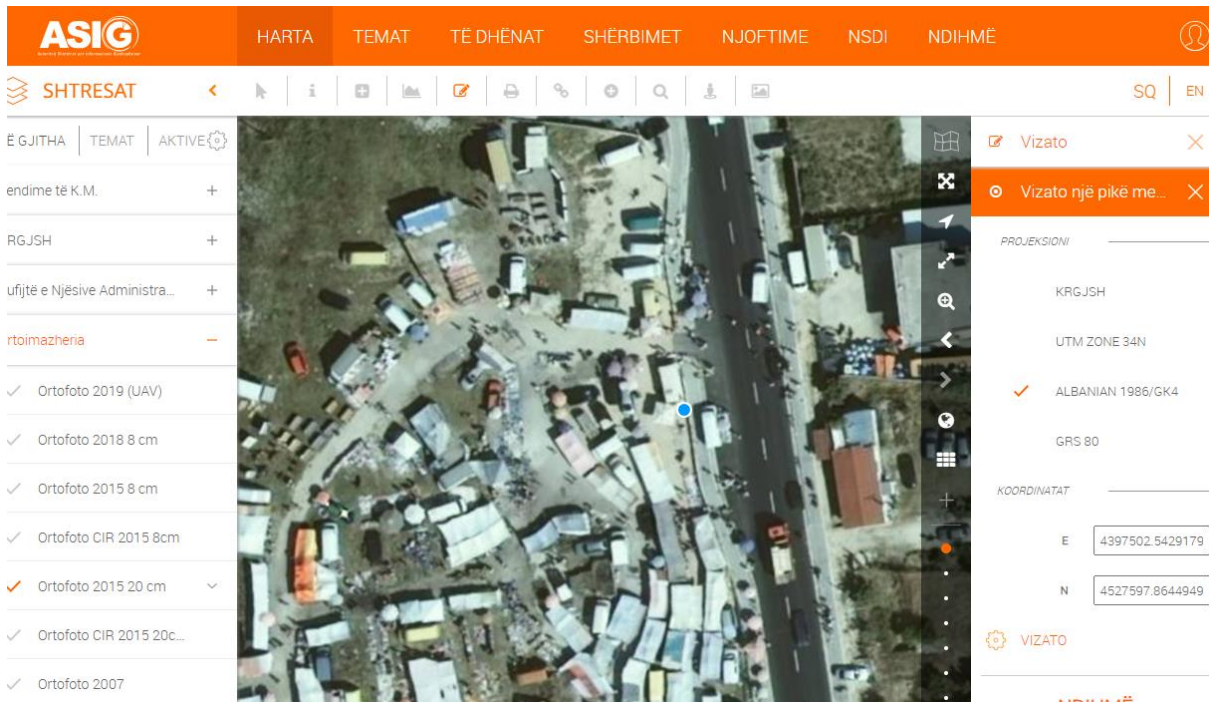 ASIG
HARTA TEMAT TË DHËNAT SHËRBIMET NJOFTIME NSDI NDIHMË
SHTRESAT
SQ EN
Ë GJITHA TEMAT AKTIVE
endime të K.M.
RGJSH
ufijtë e Njësive Administra...
rtoimazheria
Ortofoto 2019 (UAV)
Ortofoto 2018 8 cm
Ortofoto 2015 8 cm
Ortofoto CIR 2015 8cm
Ortofoto 2015 20 cm
Ortofoto CIR 2015 20c...
Ortofoto 2007
Vizato
Vizato një pikë me...
PROJEKSIONI
KRGJSH
UTM ZONE 34N
ALBANIAN 1986/GK4
GRS 80
KOORDINATAT
E 4397502.5429179
N 4527597.8644949
VIZATO